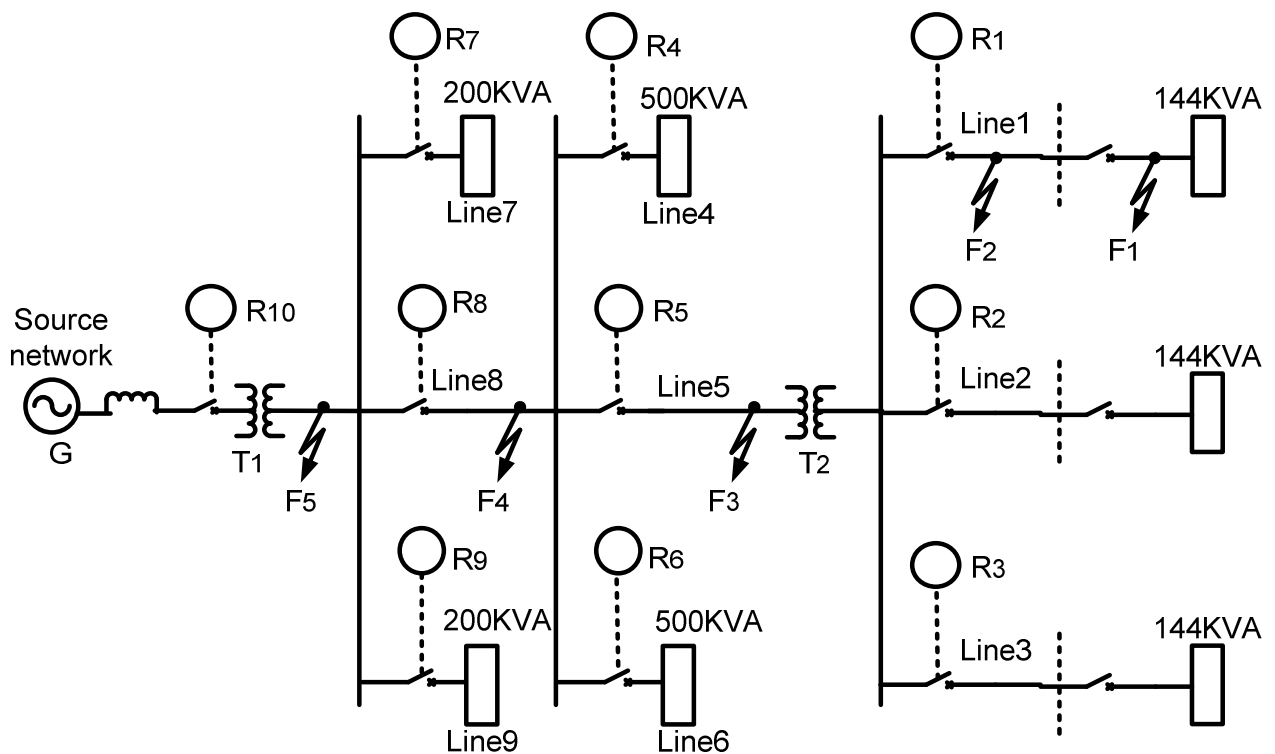 R7
R4
R1
200KVA
500KVA
144KVA
Line1
Line7
Line4
F2
F1
R10
R8
R5
R2
Source
network
144KVA
Line8
Line5
Line2
G
T1
T2
F5
F4
F3
R9
R6
R3
200KVA
500KVA
144KVA
Line3
Line9
Line6